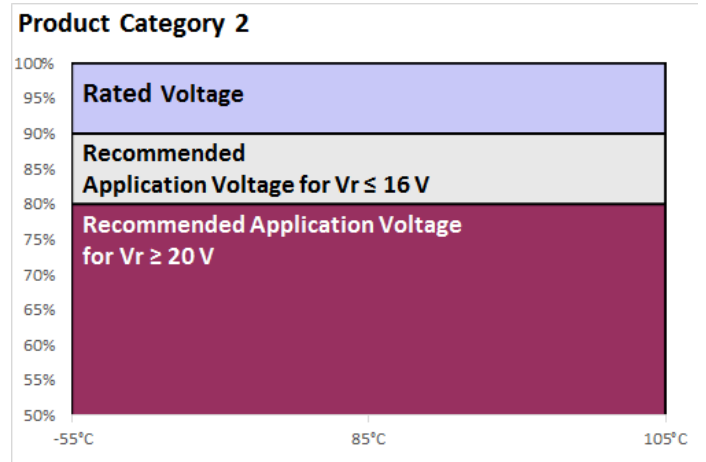 Product Category 2
100%
95%
Rated Voltage
90%
Recommended
85%
Application Voltage for Vr ≤ 16 V
80%
Recommended Application Voltage
75%
for Vr ≥ 20 V
70%
65%
60%
55%
50%
-55°C 85°C 105°C